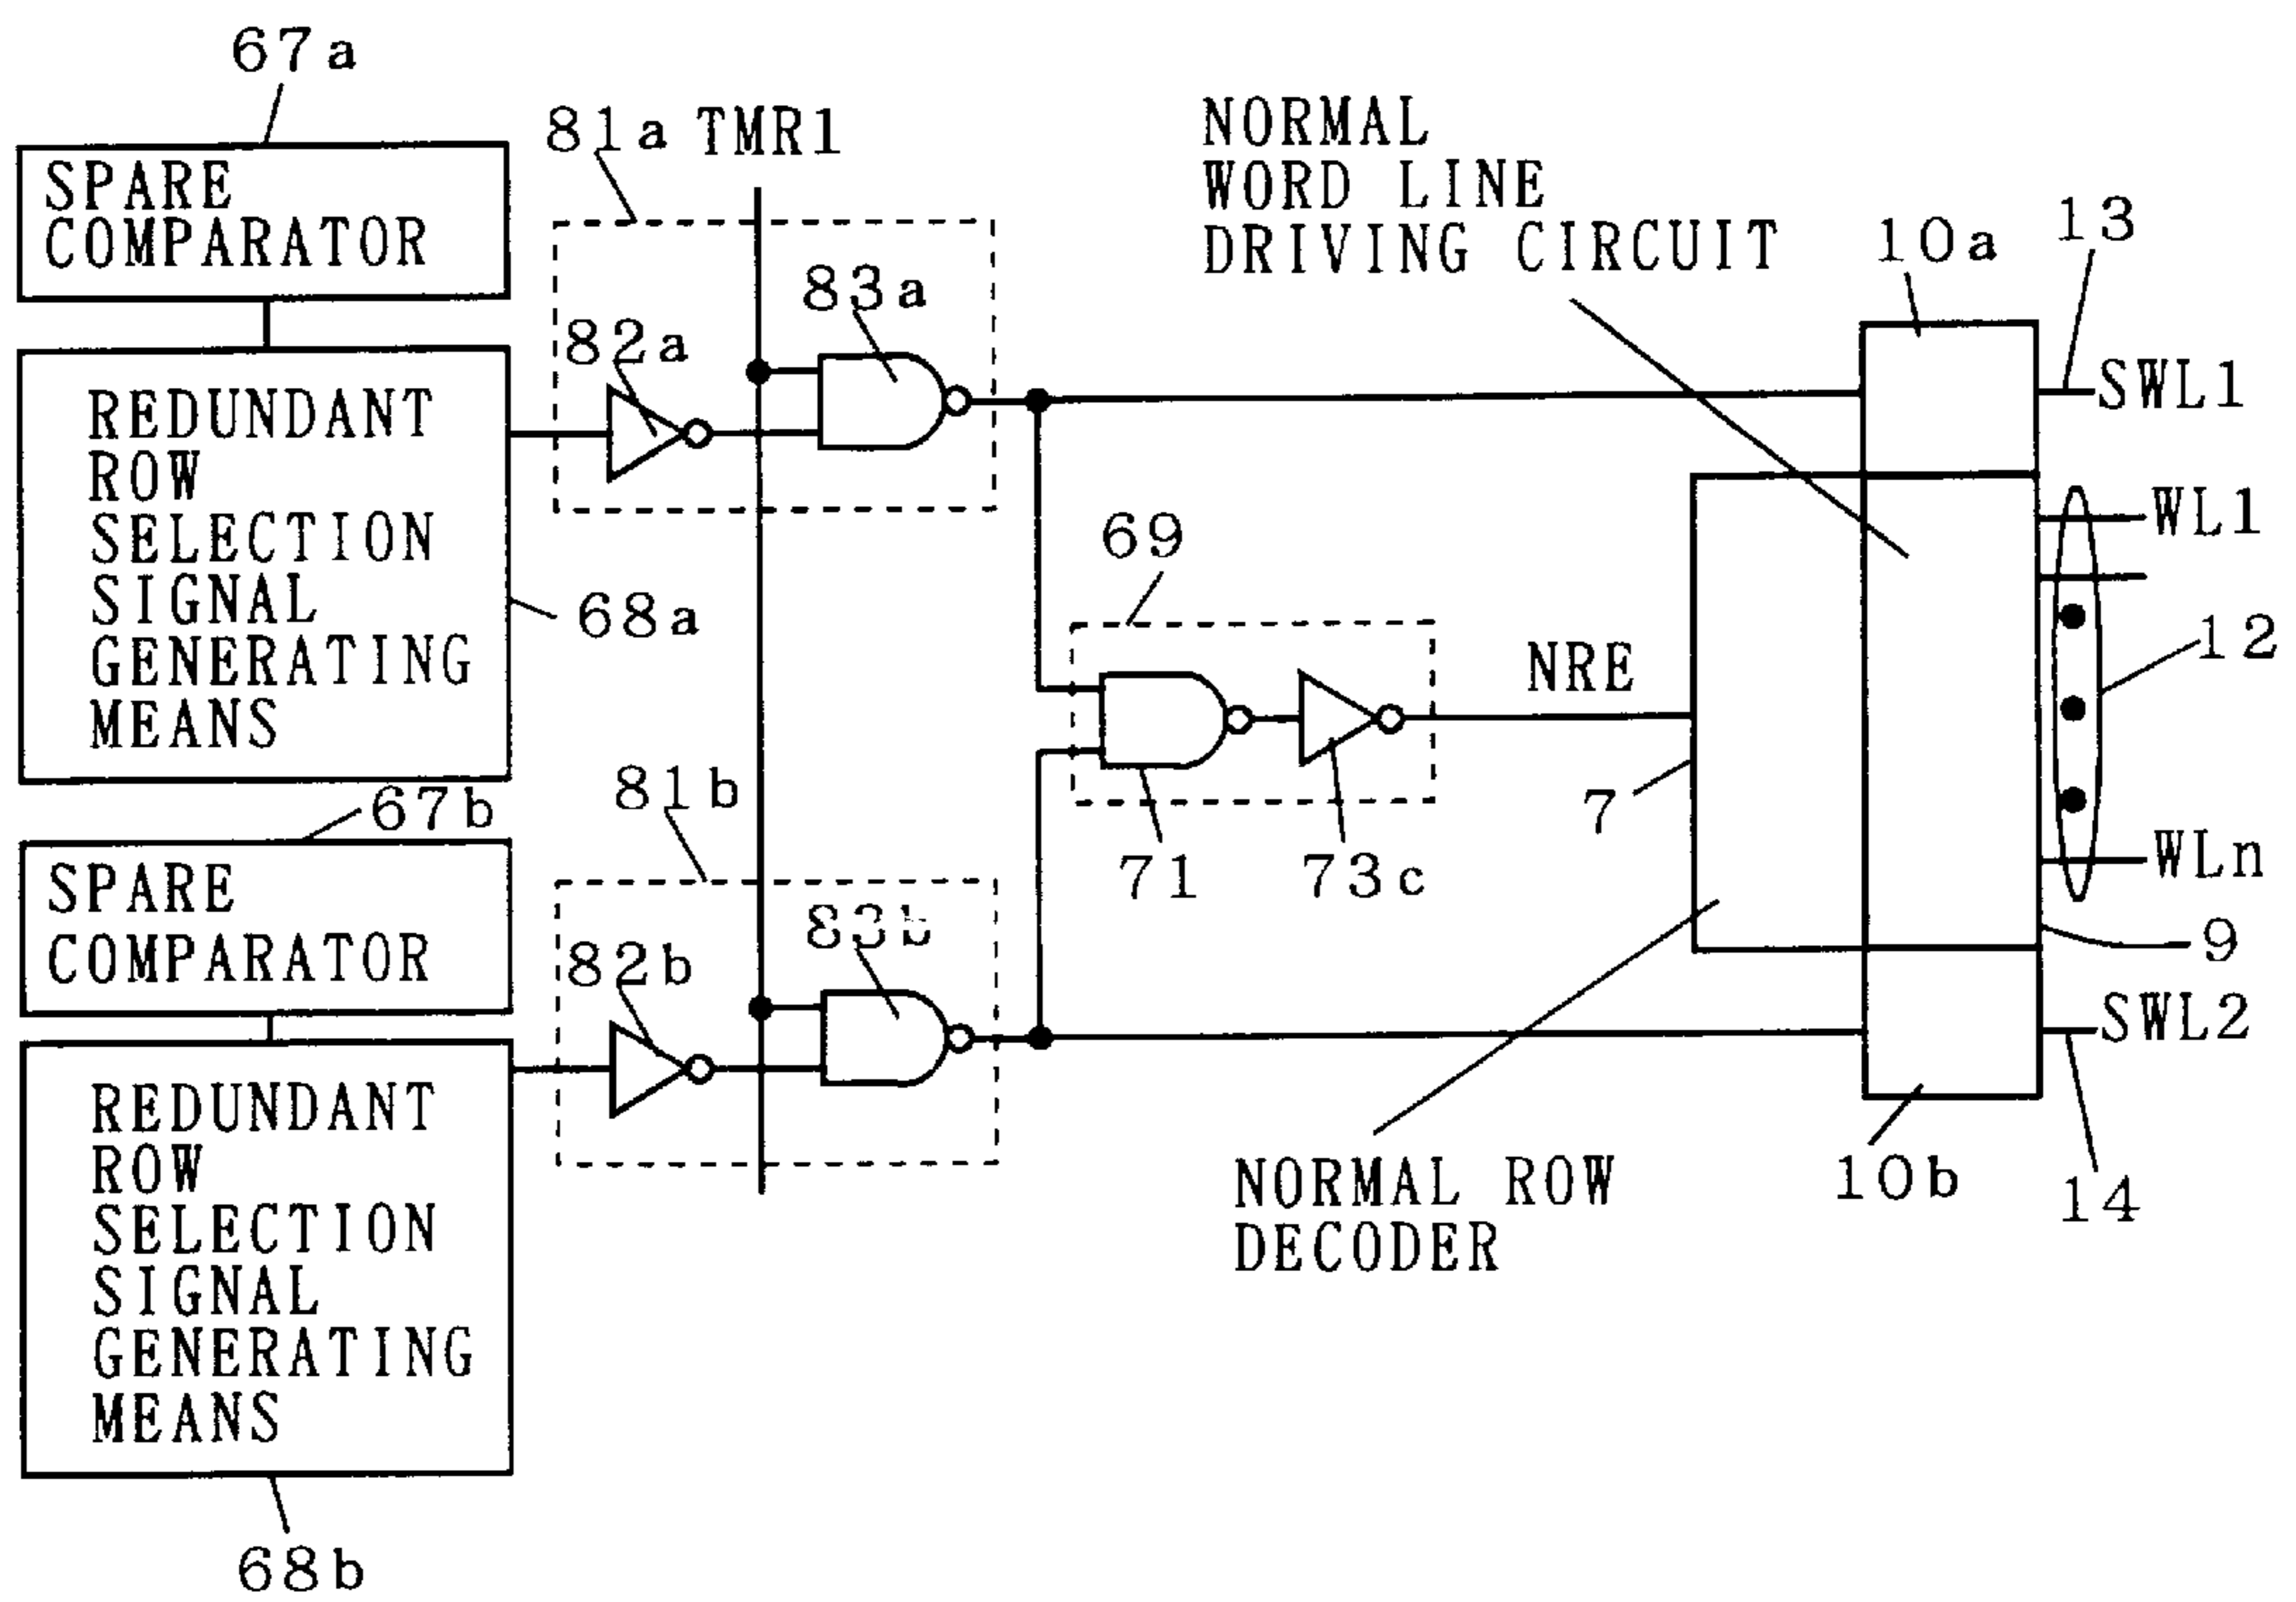 67a
81a TMR1
NORMAL
WORD LINE
DRIVING CIRCUIT
10a
13
SPARE
COMPARATOR
83a
82a
SWL1
REDUNDANT
ROW
SELECTION
SIGNAL
GENERATING
MEANS
68a
69
NRE
WL1
12
7
71
73c
WLn
9
67b
81b
SPARE
COMPARATOR
83b
82b
SWL2
14
10b
NORMAL ROW
DECODER
REDUNDANT
ROW
SELECTION
SIGNAL
GENERATING
MEANS
68b